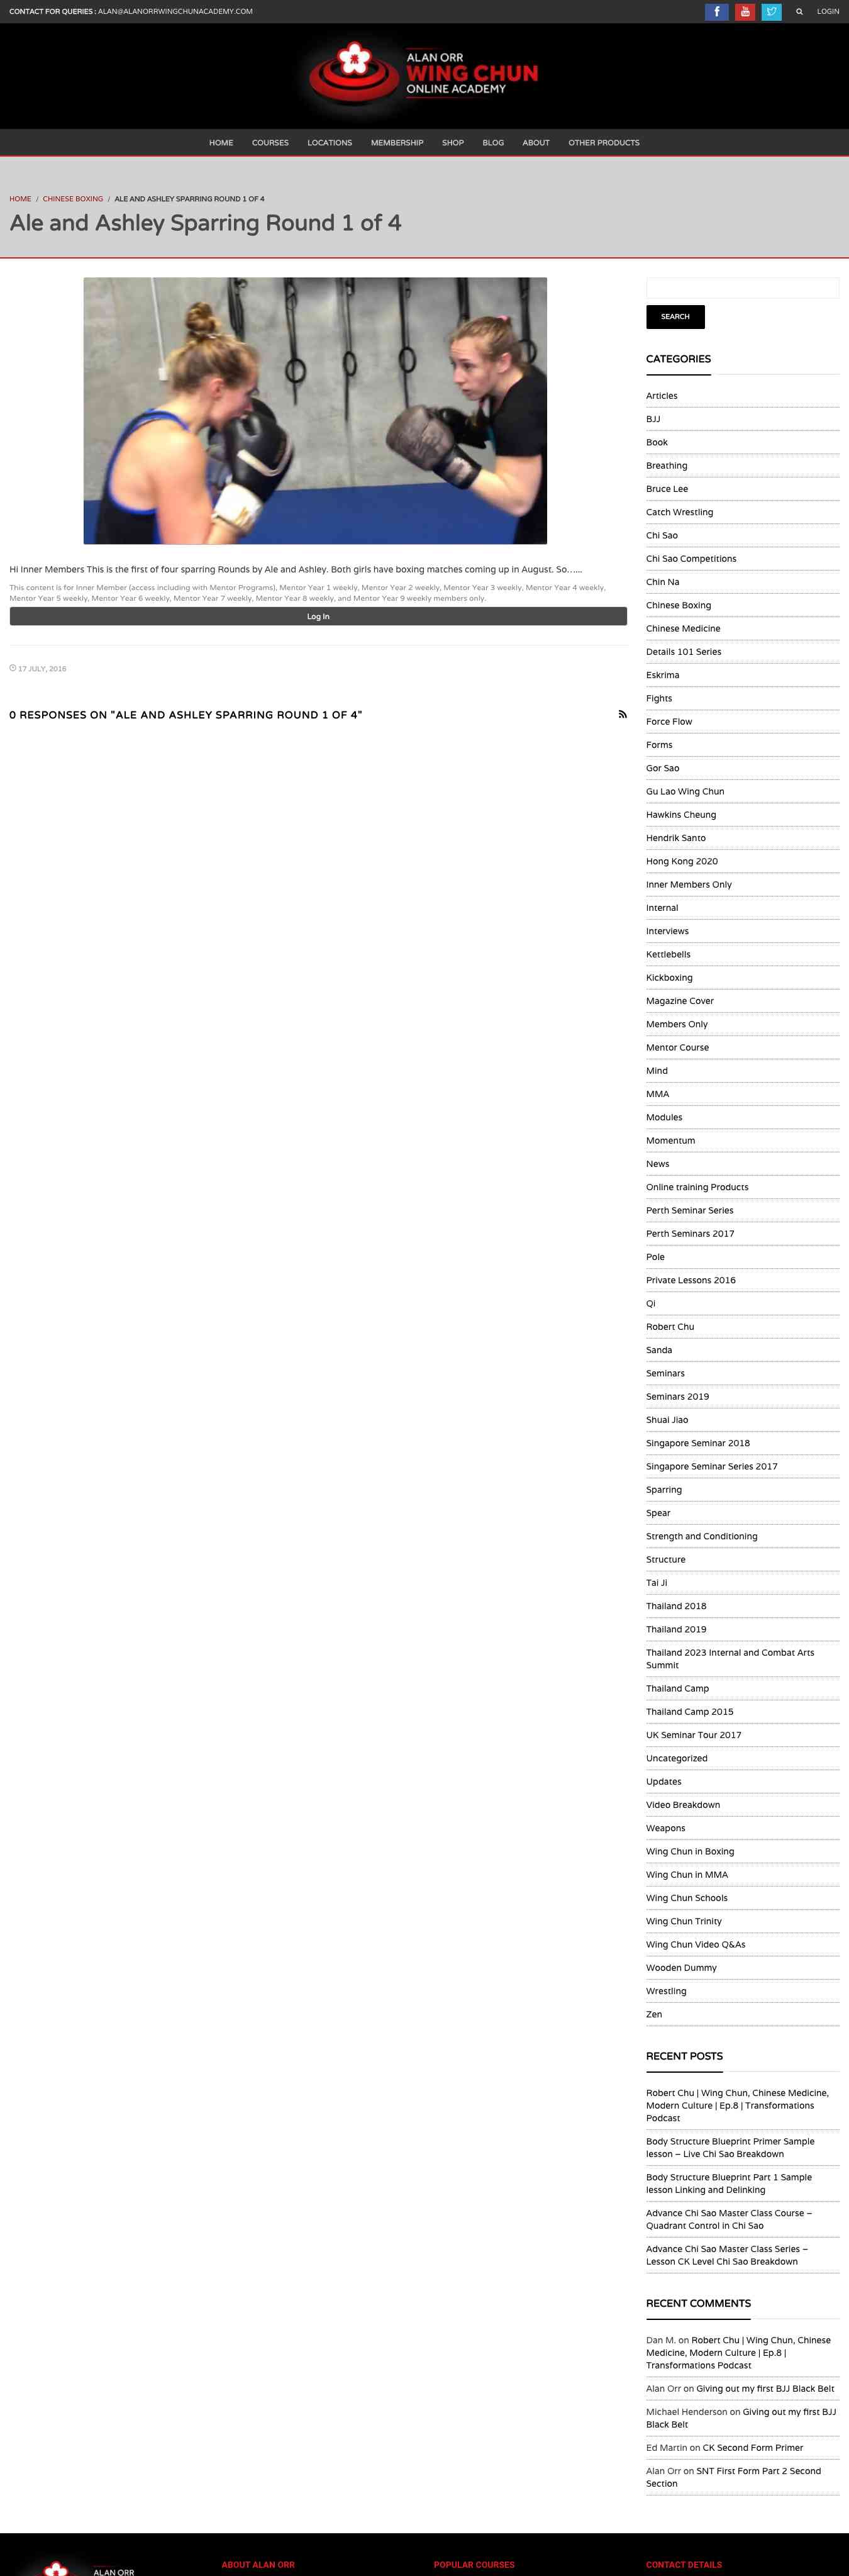 CONTACT FOR QUERIES : ALAN@ALANORRWINGCHUNACADEMY.COM
LOGIN
ALAN ORR
WING CHUN
ONLINE ACADEMY
HOME COURSES LOCATIONS MEMBERSHIP SHOP BLOG ABOUT OTHER PRODUCTS
HOME / CHINESE BOXING / ALE AND ASHLEY SPARRING ROUND 1 OF 4
Ale and Ashley Sparring Round 1 of 4
Hi Inner Members This is the first of four sparring Rounds by Ale and Ashley. Both girls have boxing matches coming up in August. So…...
This content is for Inner Member (access including with Mentor Programs), Mentor Year 1 weekly, Mentor Year 2 weekly, Mentor Year 3 weekly, Mentor Year 4 weekly,
Mentor Year 5 weekly, Mentor Year 6 weekly, Mentor Year 7 weekly, Mentor Year 8 weekly, and Mentor Year 9 weekly members only.
Log In
17 JULY, 2016
0 RESPONSES ON "ALE AND ASHLEY SPARRING ROUND 1 OF 4"
SEARCH
CATEGORIES
Articles
BJJ
Book
Breathing
Bruce Lee
Catch Wrestling
Chi Sao
Chi Sao Competitions
Chin Na
Chinese Boxing
Chinese Medicine
Details 101 Series
Eskrima
Fights
Force Flow
Forms
Gor Sao
Gu Lao Wing Chun
Hawkins Cheung
Hendrik Santo
Hong Kong 2020
Inner Members Only
Internal
Interviews
Kettlebells
Kickboxing
Magazine Cover
Members Only
Mentor Course
Mind
MMA
Modules
Momentum
News
Online training Products
Perth Seminar Series
Perth Seminars 2017
Pole
Private Lessons 2016
Qi
Robert Chu
Sanda
Seminars
Seminars 2019
Shuai Jiao
Singapore Seminar 2018
Singapore Seminar Series 2017
Sparring
Spear
Strength and Conditioning
Structure
Tai Ji
Thailand 2018
Thailand 2019
Thailand 2023 Internal and Combat Arts
Summit
Thailand Camp
Thailand Camp 2015
UK Seminar Tour 2017
Uncategorized
Updates
Video Breakdown
Weapons
Wing Chun in Boxing
Wing Chun in MMA
Wing Chun Schools
Wing Chun Trinity
Wing Chun Video Q&As
Wooden Dummy
Wrestling
Zen
RECENT POSTS
Robert Chu | Wing Chun, Chinese Medicine,
Modern Culture | Ep.8 | Transformations
Podcast
Body Structure Blueprint Primer Sample
lesson – Live Chi Sao Breakdown
Body Structure Blueprint Part 1 Sample
lesson Linking and Delinking
Advance Chi Sao Master Class Course –
Quadrant Control in Chi Sao
Advance Chi Sao Master Class Series –
Lesson CK Level Chi Sao Breakdown
RECENT COMMENTS
Dan M. on Robert Chu | Wing Chun, Chinese
Medicine, Modern Culture | Ep.8 |
Transformations Podcast
Alan Orr on Giving out my first BJJ Black Belt
Michael Henderson on Giving out my first BJJ
Black Belt
Ed Martin on CK Second Form Primer
Alan Orr on SNT First Form Part 2 Second
Section
ALAN ORR
ABOUT ALAN ORR
POPULAR COURSES
CONTACT DETAILS